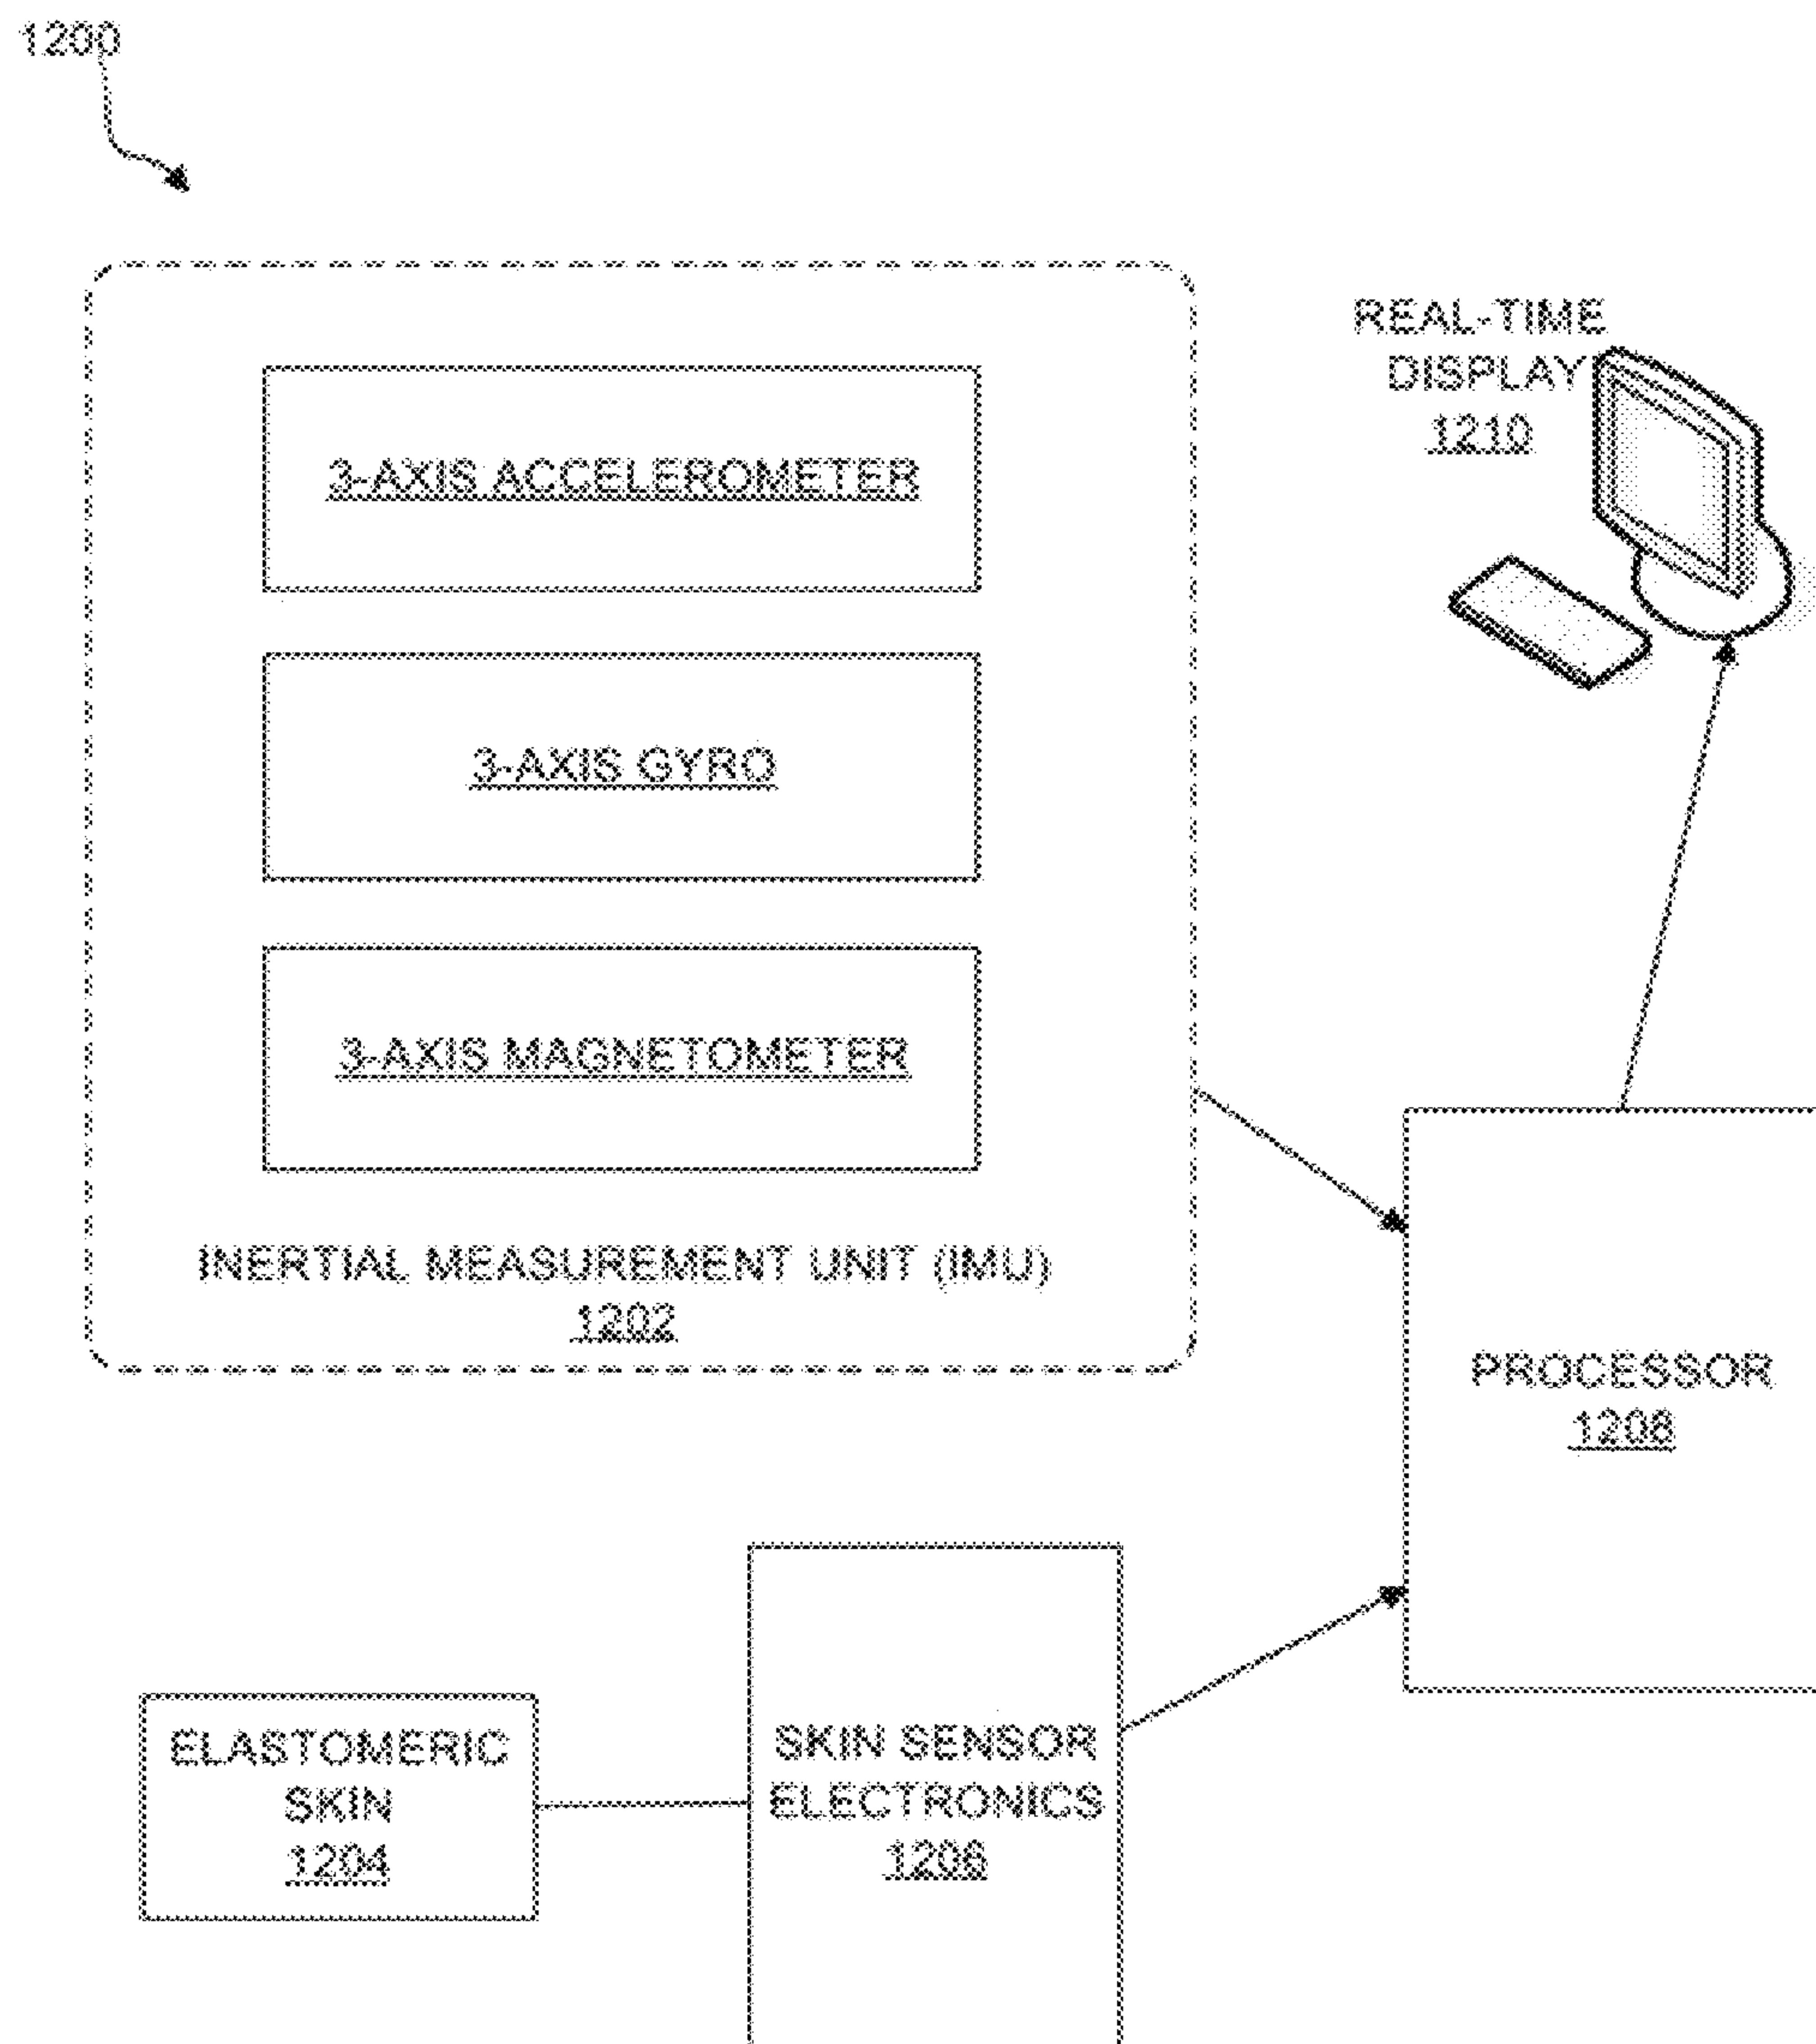 1200
REAL-TIME
DISPLAY
1210
3-AXIS ACCELEROMETER
3-AXIS GYRO
3-AXIS MAGNETOMETER
INERTIAL MEASUREMENT UNIT (IMU)
1202
PROCESSOR
1208
ELASTOMERIC
SKIN
1204
SKIN SENSOR
ELECTRONICS
1206